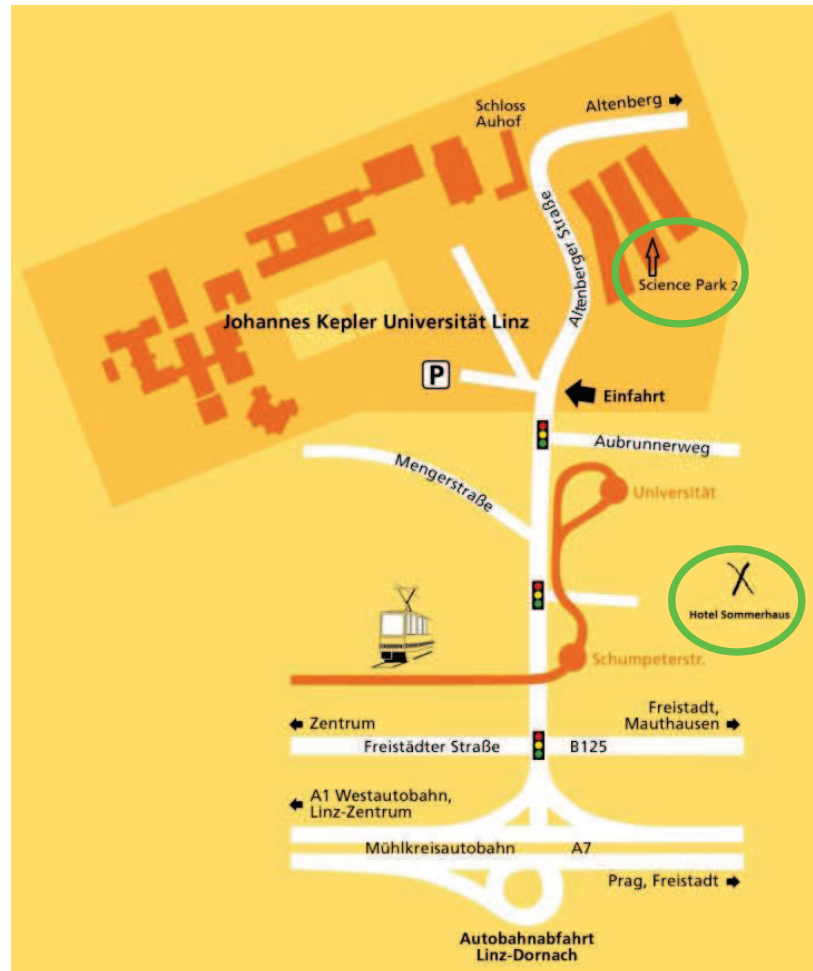 Schloss
Auhof
Altenberg
Altenberger Straße
Science Park 2
Johannes Kepler Universität Linz
P
Einfahrt
Aubrunnerweg
Mengerstraße
Universität
Hotel Sommerhaus
Schumpeterstr.
Zentrum
Freistadt,
Mauthausen
Freistädter Straße B125
A1 Westautobahn,
Linz-Zentrum
Mühlkreisautobahn A7
Prag, Freistadt
Autobahnabfahrt
Linz-Dornach